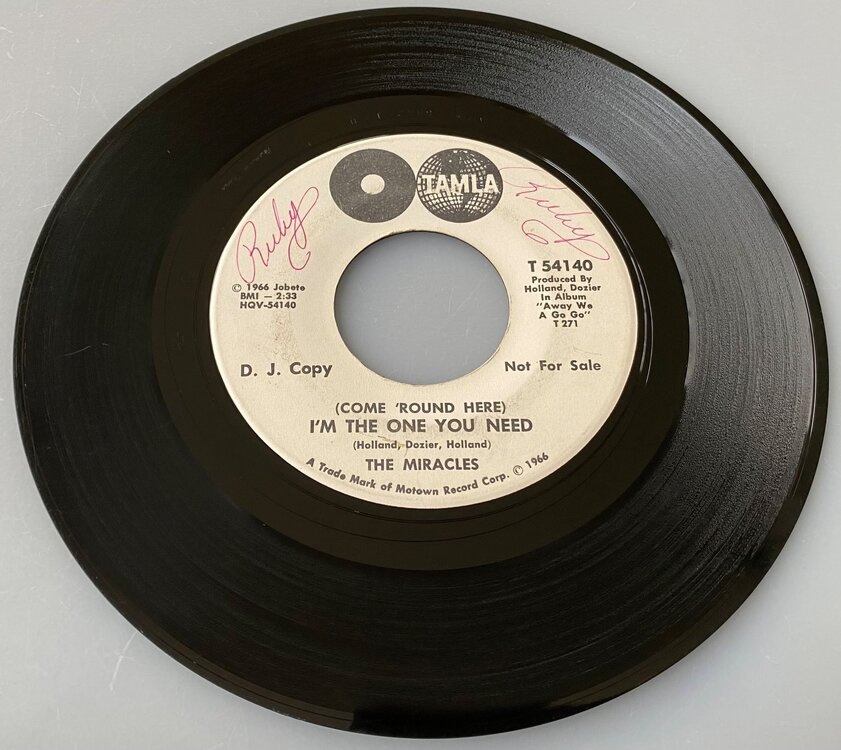 TAMLA
Ruby
Ruby
© 1966 Jobete
BMI — 2:33
HQV-54140
T 54140
Produced By
Holland, Dozier
In Album
"Away We
A Go Go"
T 271
D. J. Copy
Not For Sale
(COME 'ROUND HERE)
I'M THE ONE YOU NEED
(Holland, Dozier, Holland)
THE MIRACLES
A Trade Mark of Motown Record Corp. © 1966